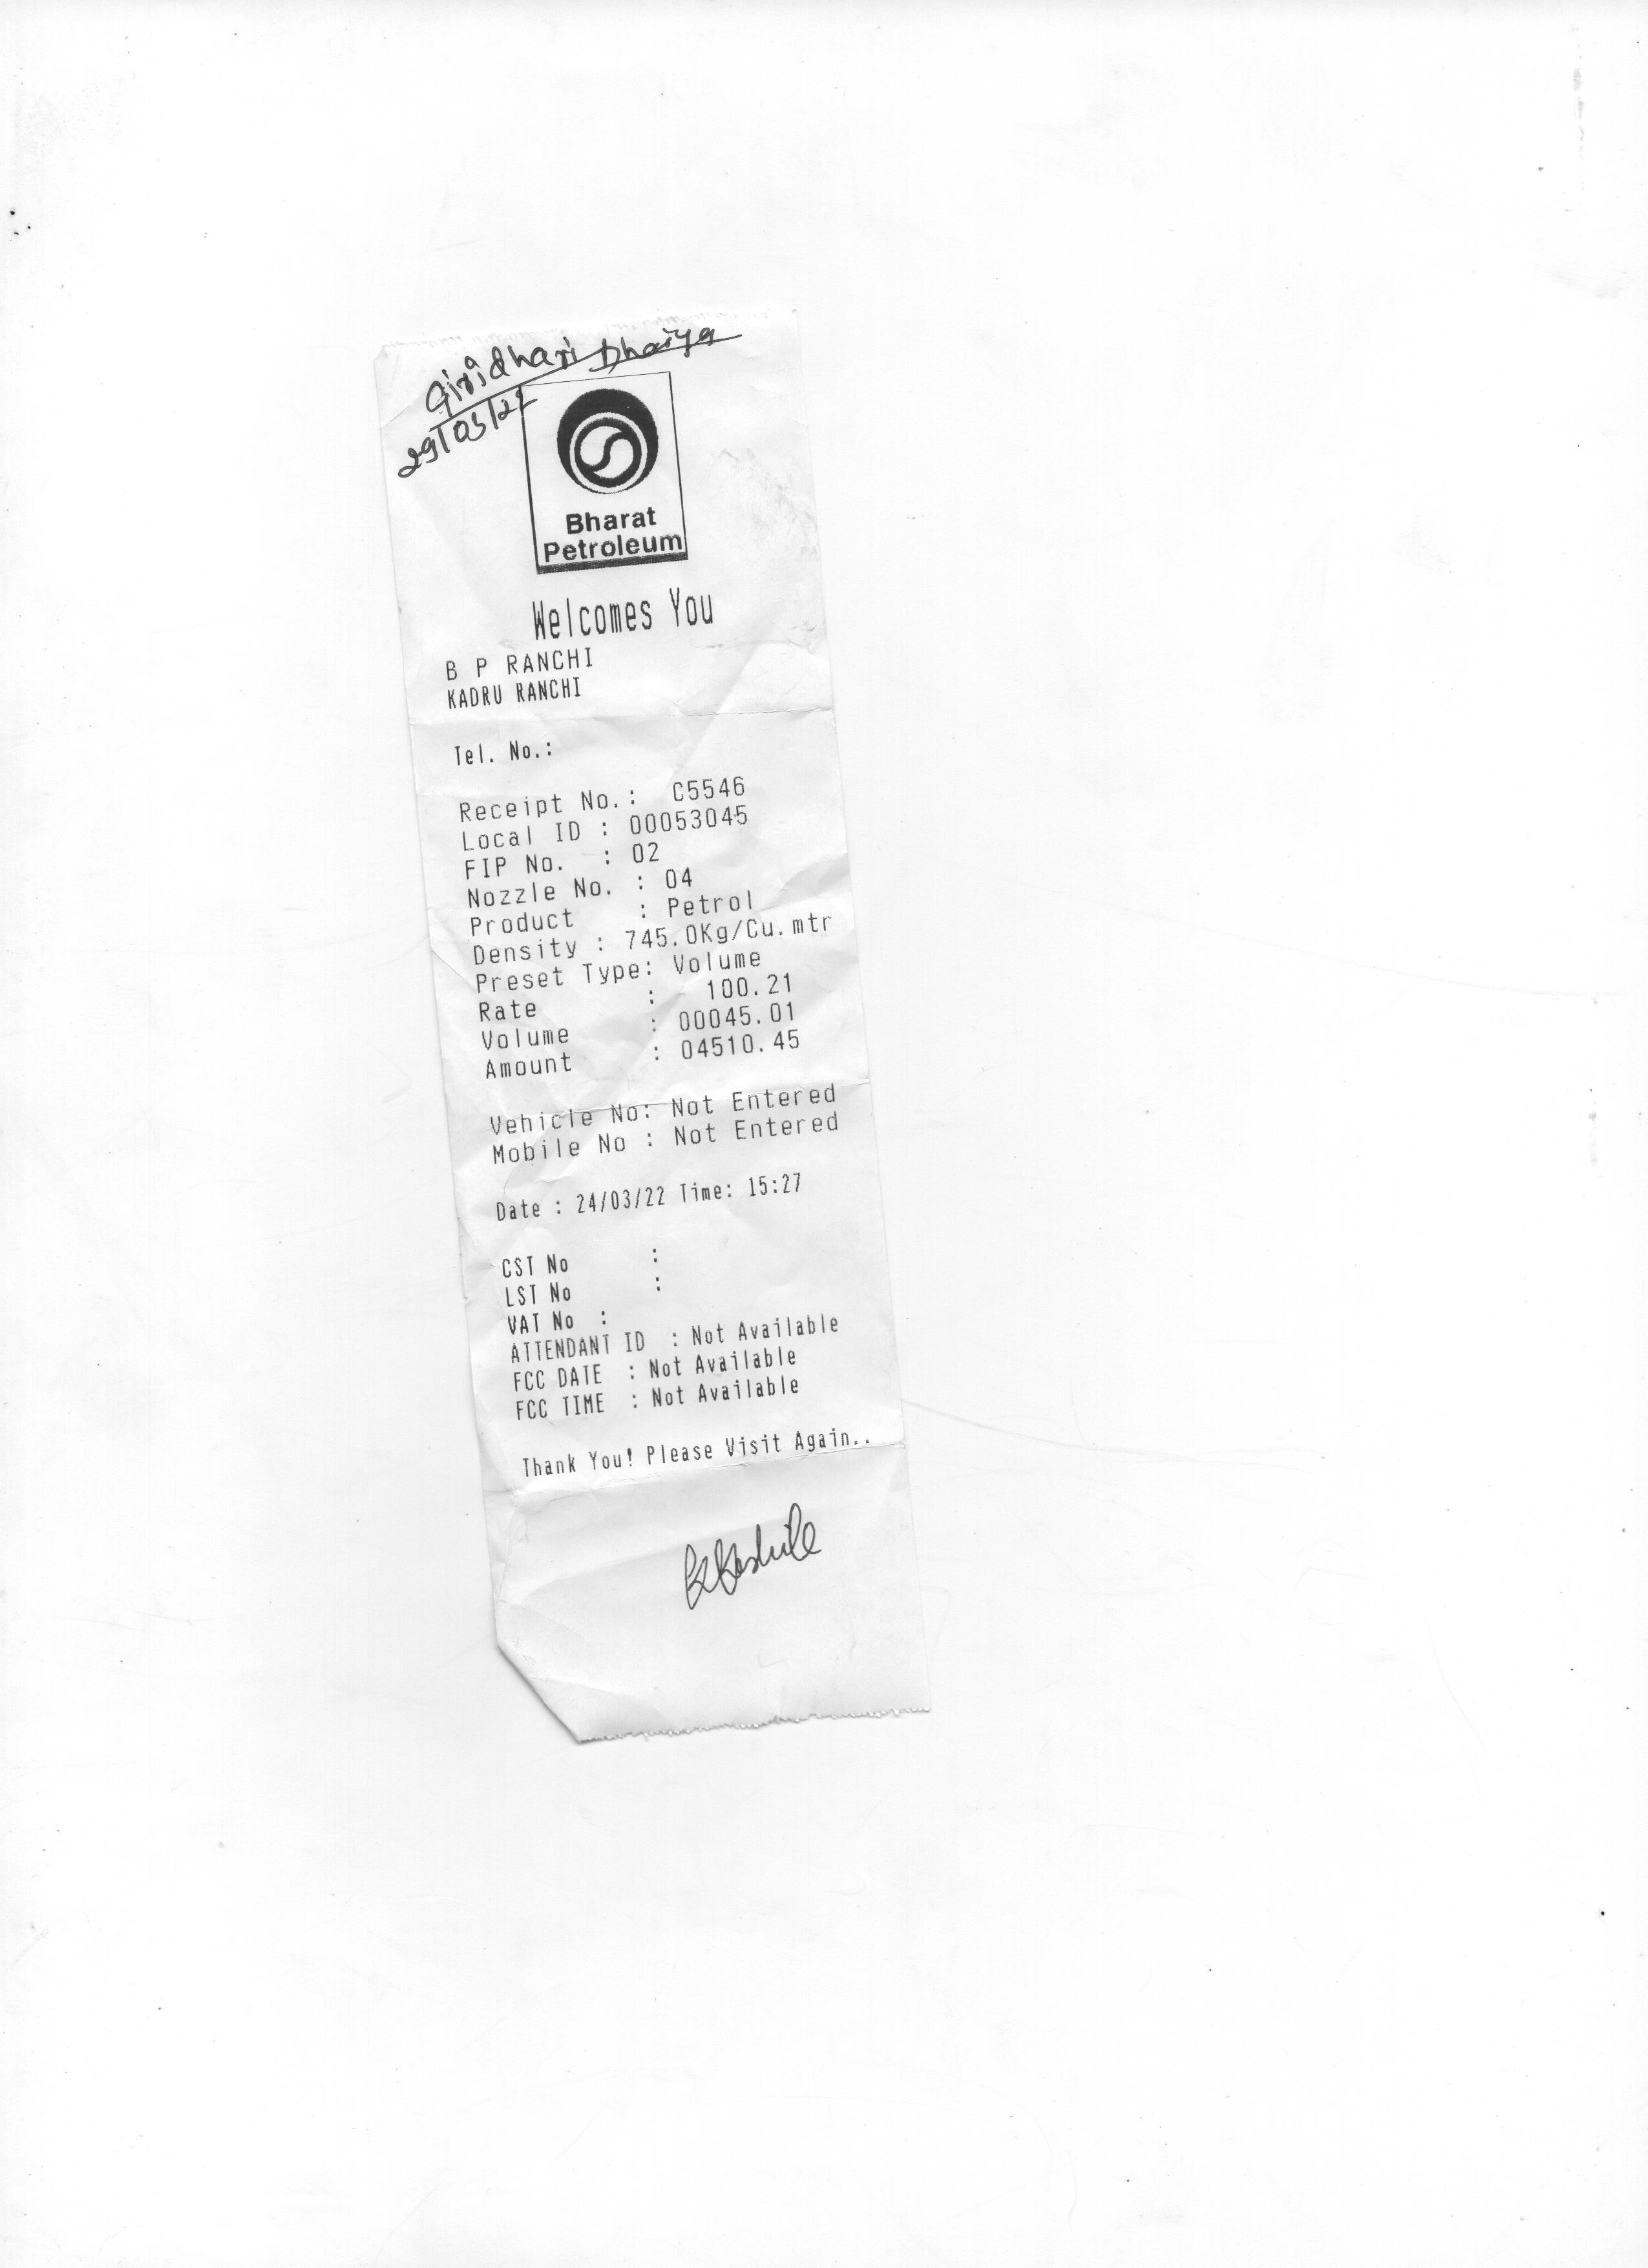 Giridhari Dhaiya
29/03/22
Bharat
Petroleum
Welcomes You
B P RANCHI
KADRU RANCHI
Tel. No.:
Receipt No.: C5546
Local ID : 00053045
FIP No. : 02
Nozzle No. : 04
Product : Petrol
Density : 745.0Kg/Cu.mtr
Preset Type: Volume
Rate : 100.21
Volume : 00045.01
Amount : 04510.45
Vehicle No: Not Entered
Mobile No : Not Entered
Date : 24/03/22 Time: 15:27
CST No :
LST No :
VAT No :
ATTENDANT ID : Not Available
FCC DATE : Not Available
FCC TIME : Not Available
Thank You! Please Visit Again..